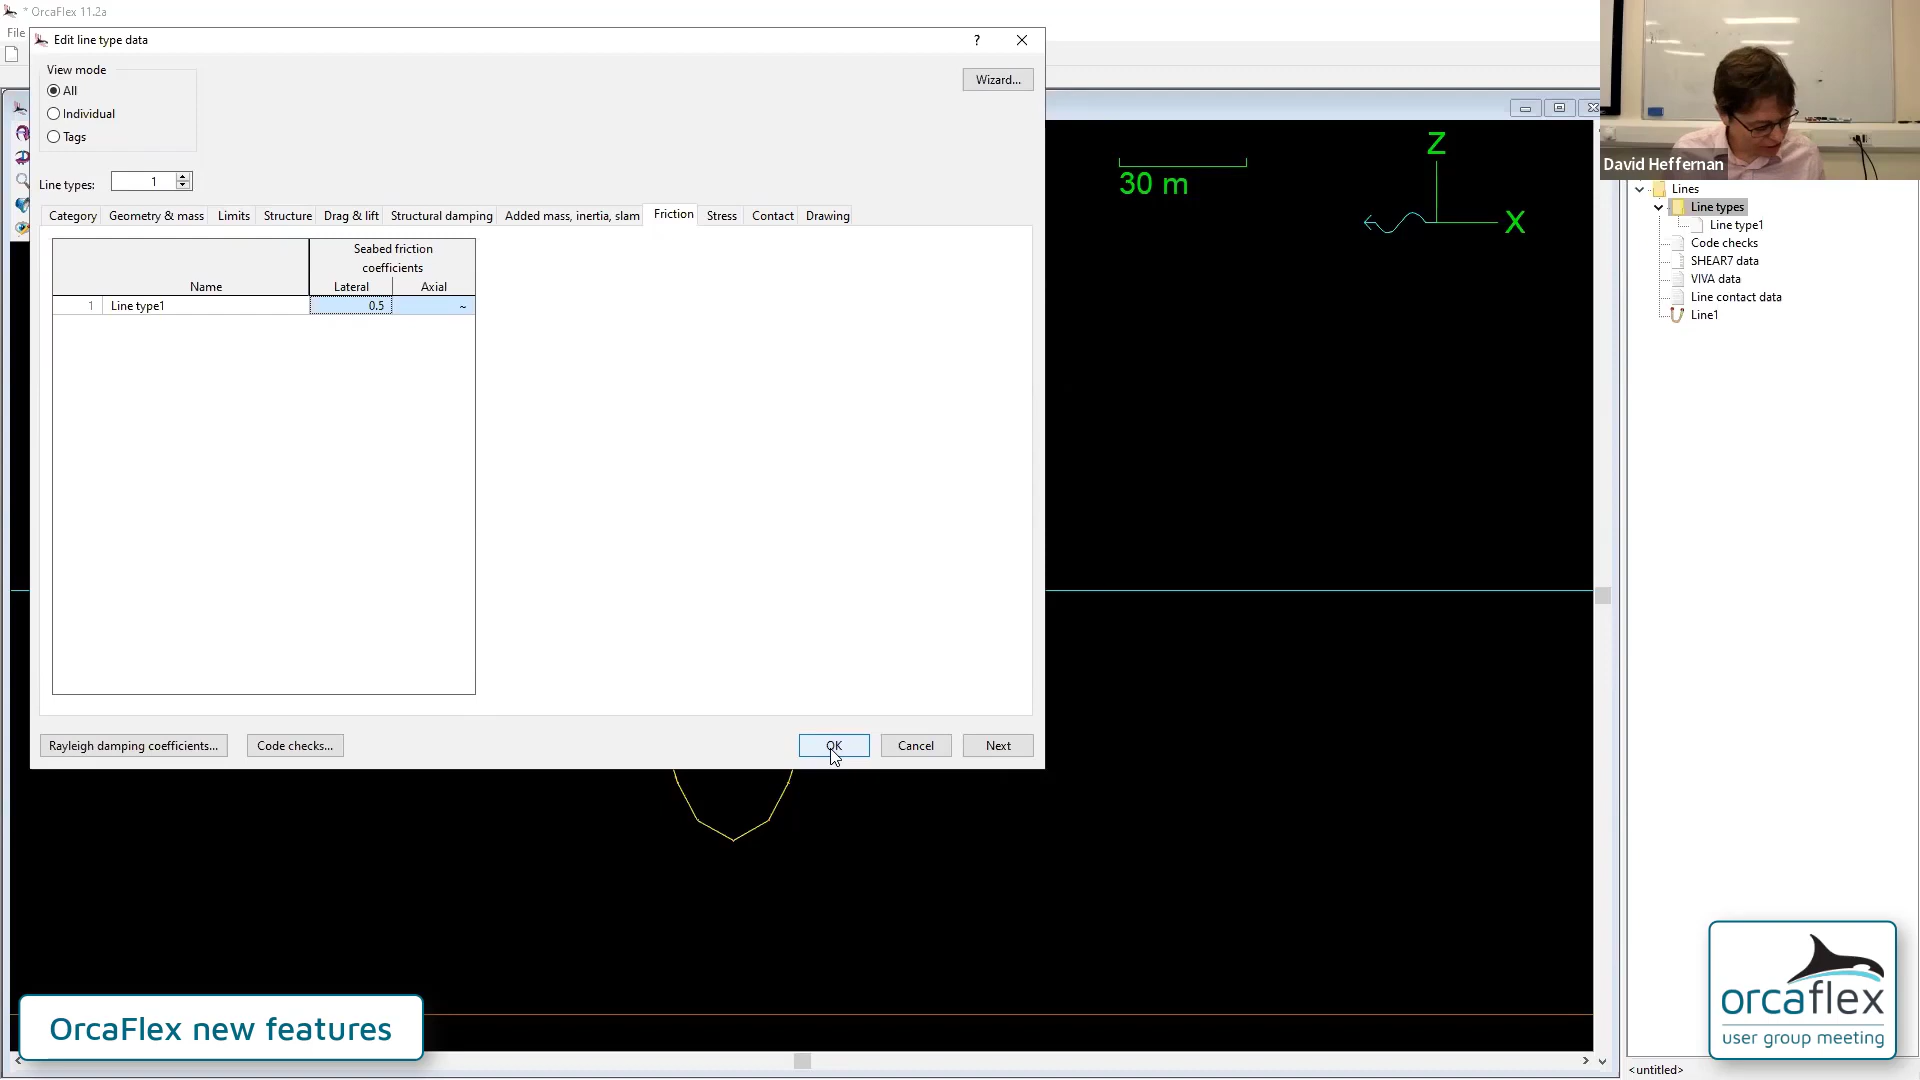 * OrcaFlex 11.2a
File
Edit line type data
?
View mode
All
Individual
Tags
Wizard...
Line types:
1
Category
Geometry & mass
Limits
Structure
Drag & lift
Structural damping
Added mass, inertia, slam
Friction
Stress
Contact
Drawing
Seabed friction
coefficients
Name
Lateral
Axial
1
Line type1
0.5
~
Rayleigh damping coefficients...
Code checks...
OK
Cancel
Next
30 m
Z
X
David Heffernan
Lines
Line types
Line type1
Code checks
SHEAR7 data
VIVA data
Line contact data
Line1
OrcaFlex new features
orcaflex
user group meeting
<untitled>